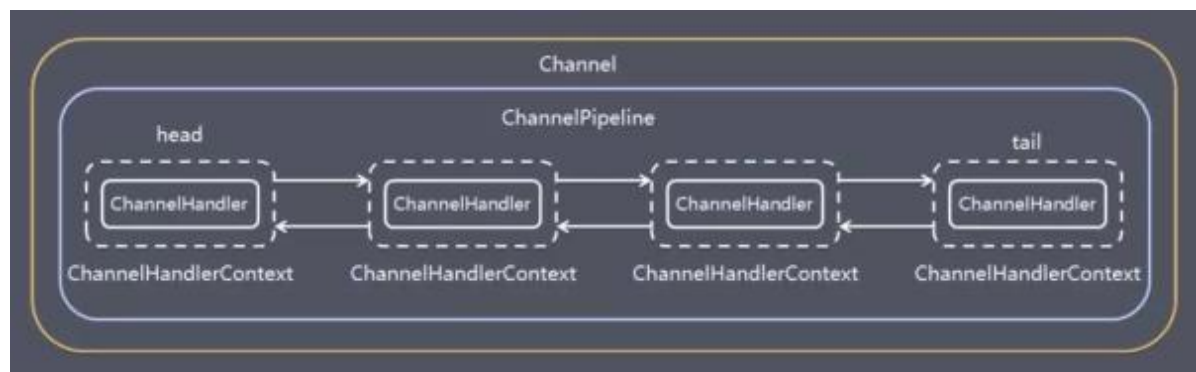 Channel
ChannelPipeline
head
tail
ChannelHandler ChannelHandler ChannelHandler ChannelHandler
ChannelHandlerContext ChannelHandlerContext ChannelHandlerContext ChannelHandlerContext